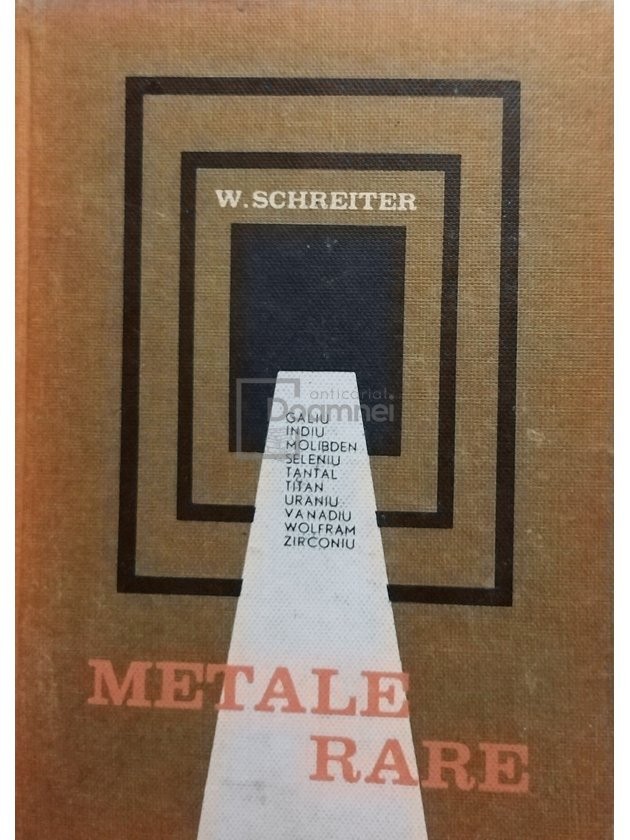 W. SCHREITER
anticariat
Doamnei
GALIU
INDIU
MOLIBDEN
SELENIU
TANTAL
TITAN
URANIU
VANADIU
WOLFRAM
ZIRCONIU
METALE
RARE